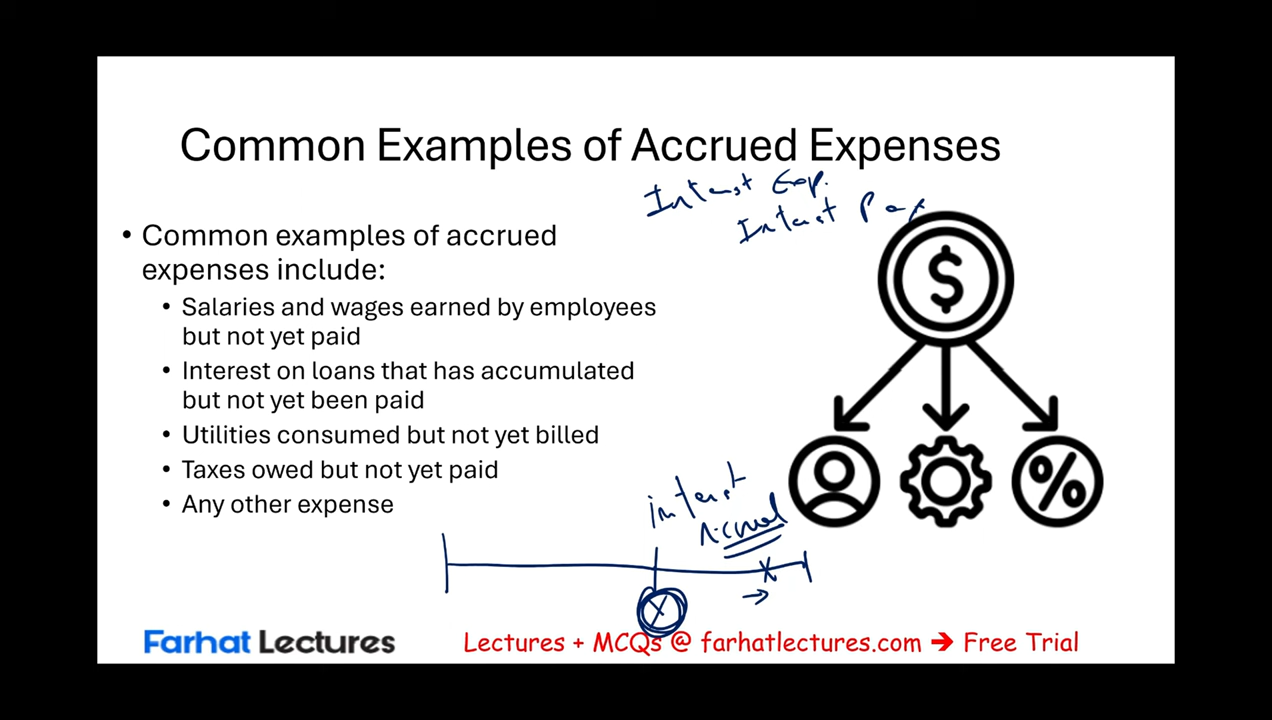 Common Examples of Accrued Expenses
Interest Exp.
Interest Pay
• Common examples of accrued
expenses include:
• Salaries and wages earned by employees
but not yet paid
• Interest on loans that has accumulated
but not yet been paid
• Utilities consumed but not yet billed
• Taxes owed but not yet paid
• Any other expense
interest
Accrued
$
%
X
X
Farhat Lectures
Lectures + MCQs @ farhatlectures.com → Free Trial